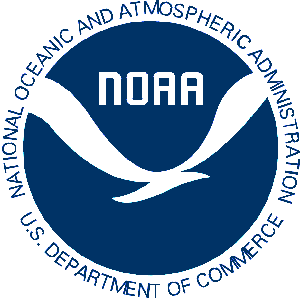 NATIONAL OCEANIC AND ATMOSPHERIC ADMINISTRATION
NOAA
U.S. DEPARTMENT OF COMMERCE